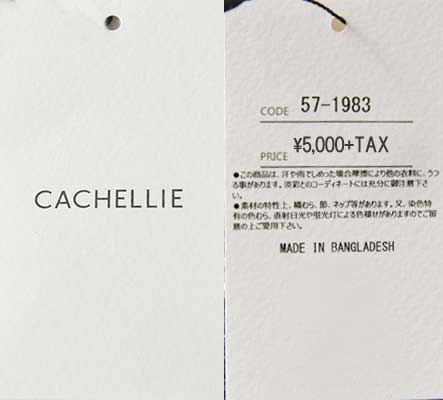 CACHELLIE
CODE 57-1983
PRICE ¥5,000+TAX
●この商品は、汗や雨でしめった場合摩擦により他の衣料に、うつ
る事があります。淡彩とのコーディネートには充分に御注意下さ
い。
●素材の特性上、織むら、節、ネップ等があります。又、染色特
有の色むら、直射日光や蛍光灯による色褪せがありますのでご留
意の上ご愛用下さい。
MADE IN BANGLADESH